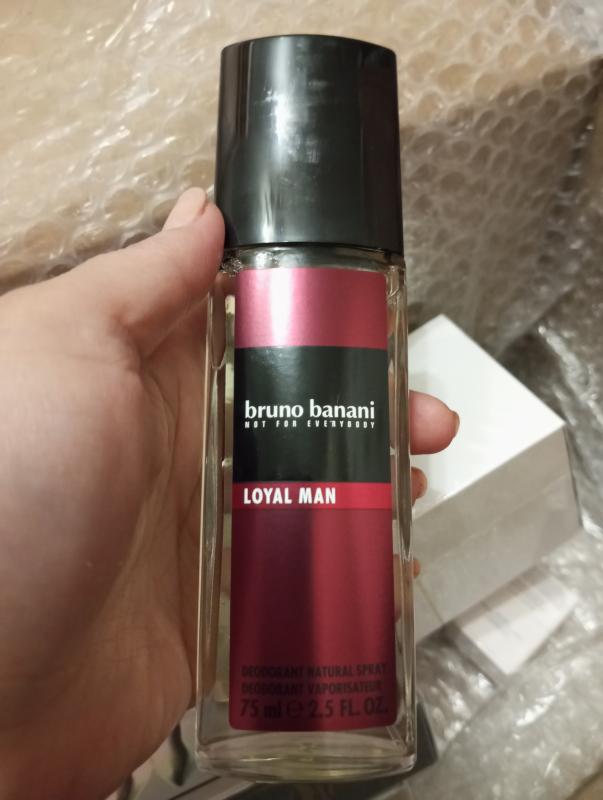 bruno banani
NOT FOR EVERYBODY
LOYAL MAN
DEODORANT NATURAL SPRAY
DEODORANT VAPORISATEUR
75 ml ℮ 2.5 FL. OZ.